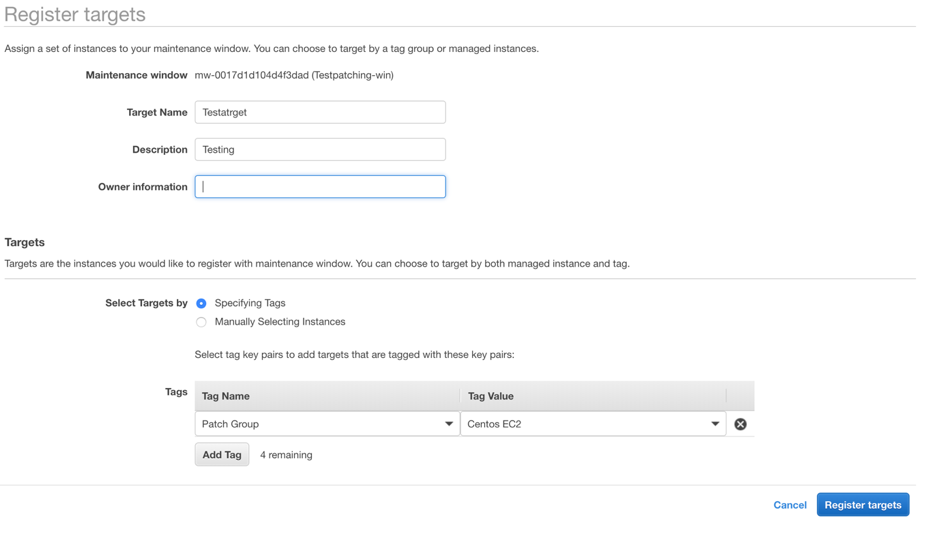 Register targets
Assign a set of instances to your maintenance window. You can choose to target by a tag group or managed instances.
Maintenance window mw-0017d1d104d4f3dad (Testpatching-win)
Target Name Testatrget
Description Testing
Owner information
Targets
Targets are the instances you would like to register with maintenance window. You can choose to target by both managed instance and tag.
Select Targets by Specifying Tags
Manually Selecting Instances
Select tag key pairs to add targets that are tagged with these key pairs:
Tags Tag Name Tag Value
Patch Group Centos EC2
Add Tag 4 remaining
Cancel Register targets